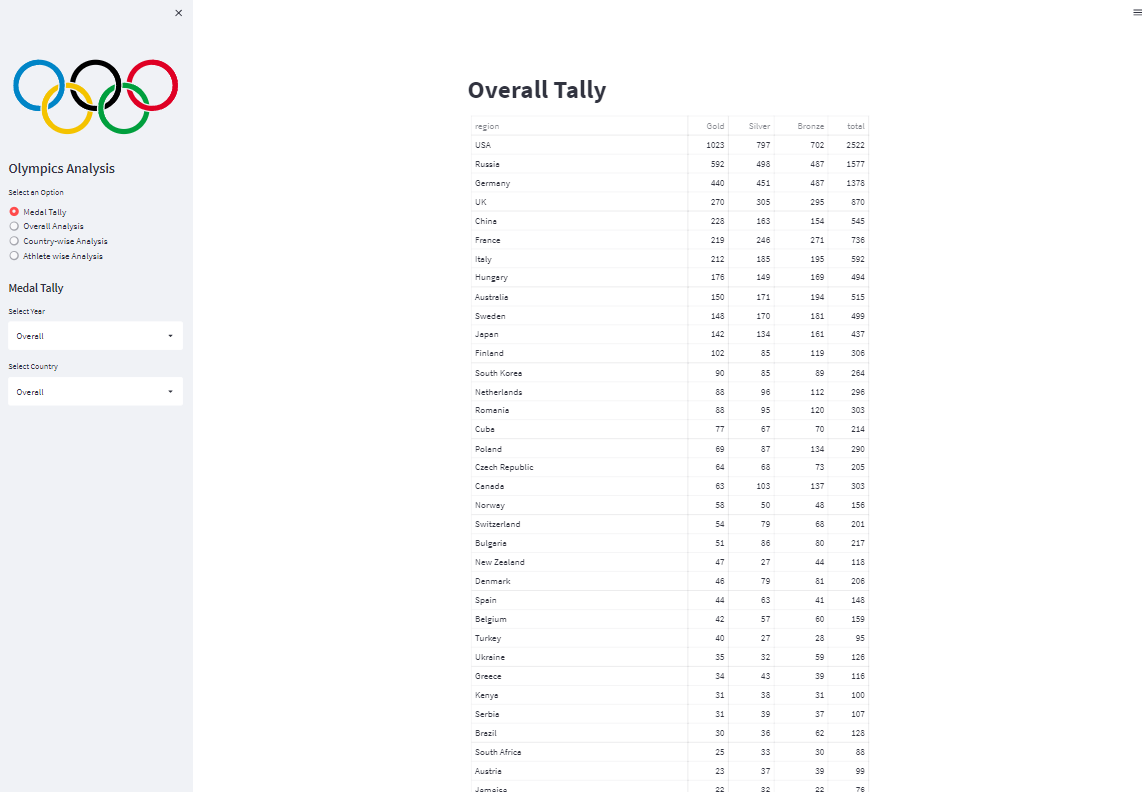 ×
Olympics Analysis
Select an Option
Medal Tally
Overall Analysis
Country-wise Analysis
Athlete wise Analysis
Medal Tally
Select Year
Overall
Select Country
Overall
Overall Tally
region Gold Silver Bronze total
USA 1023 797 702 2522
Russia 592 498 487 1577
Germany 440 451 487 1378
UK 270 305 295 870
China 228 163 154 545
France 219 246 271 736
Italy 212 185 195 592
Hungary 176 149 169 494
Australia 150 171 194 515
Sweden 148 170 181 499
Japan 142 134 161 437
Finland 102 85 119 306
South Korea 90 85 89 264
Netherlands 88 96 112 296
Romania 88 95 120 303
Cuba 77 67 70 214
Poland 69 87 134 290
Czech Republic 64 68 73 205
Canada 63 103 137 303
Norway 58 50 48 156
Switzerland 54 79 68 201
Bulgaria 51 86 80 217
New Zealand 47 27 44 118
Denmark 46 79 81 206
Spain 44 63 41 148
Belgium 42 57 60 159
Turkey 40 27 28 95
Ukraine 35 32 59 126
Greece 34 43 39 116
Kenya 31 38 31 100
Serbia 31 39 37 107
Brazil 30 36 62 128
South Africa 25 33 30 88
Austria 23 37 39 99
Jamaica 22 32 22 76